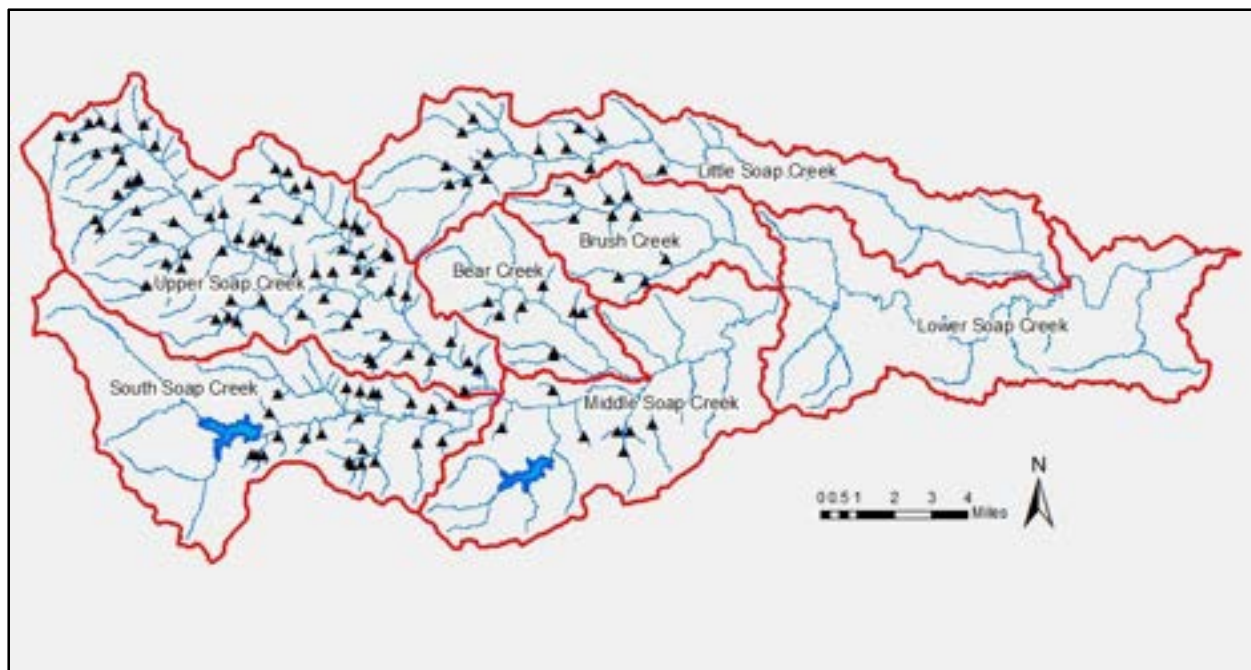 Little Soap Creek
Brush Creek
Bear Creek
Upper Soap Creek
Lower Soap Creek
South Soap Creek
Middle Soap Creek
N
0 0.5 1 2 3 4
Miles